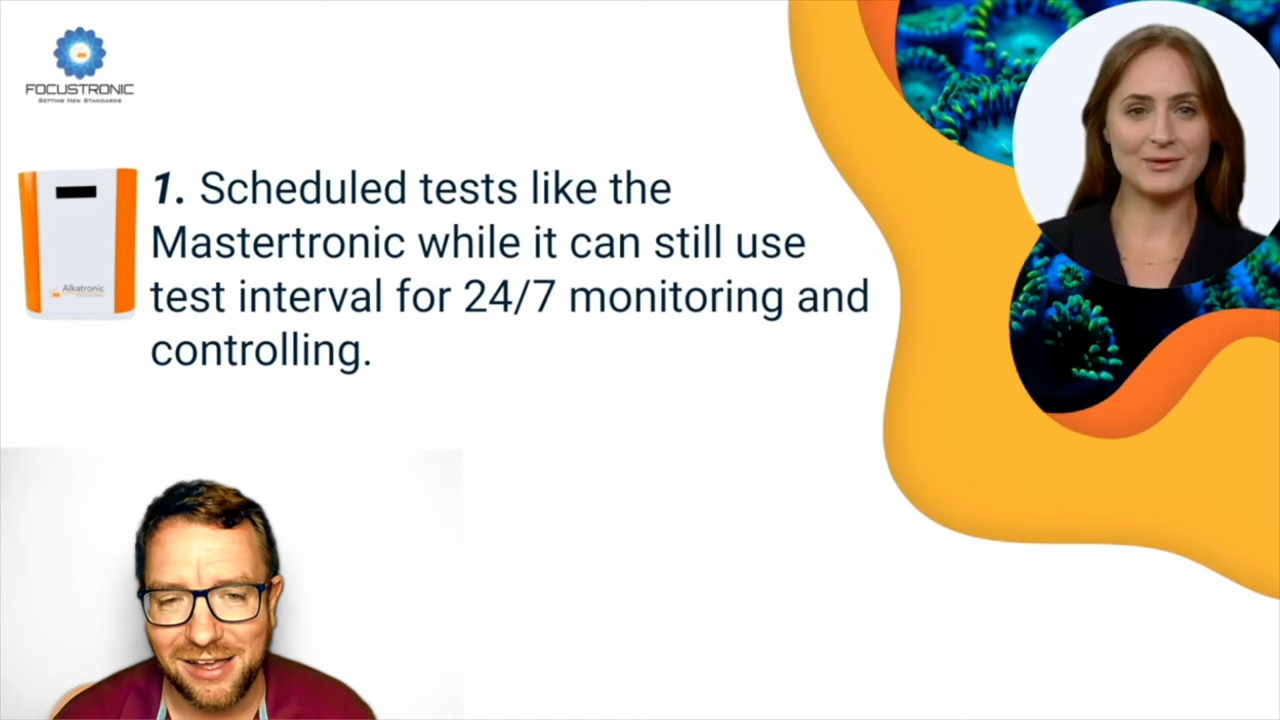 FOCUSTRONIC
Setting New Standards
1. Scheduled tests like the
Mastertronic while it can still use
test interval for 24/7 monitoring and
controlling.
Alkatronic